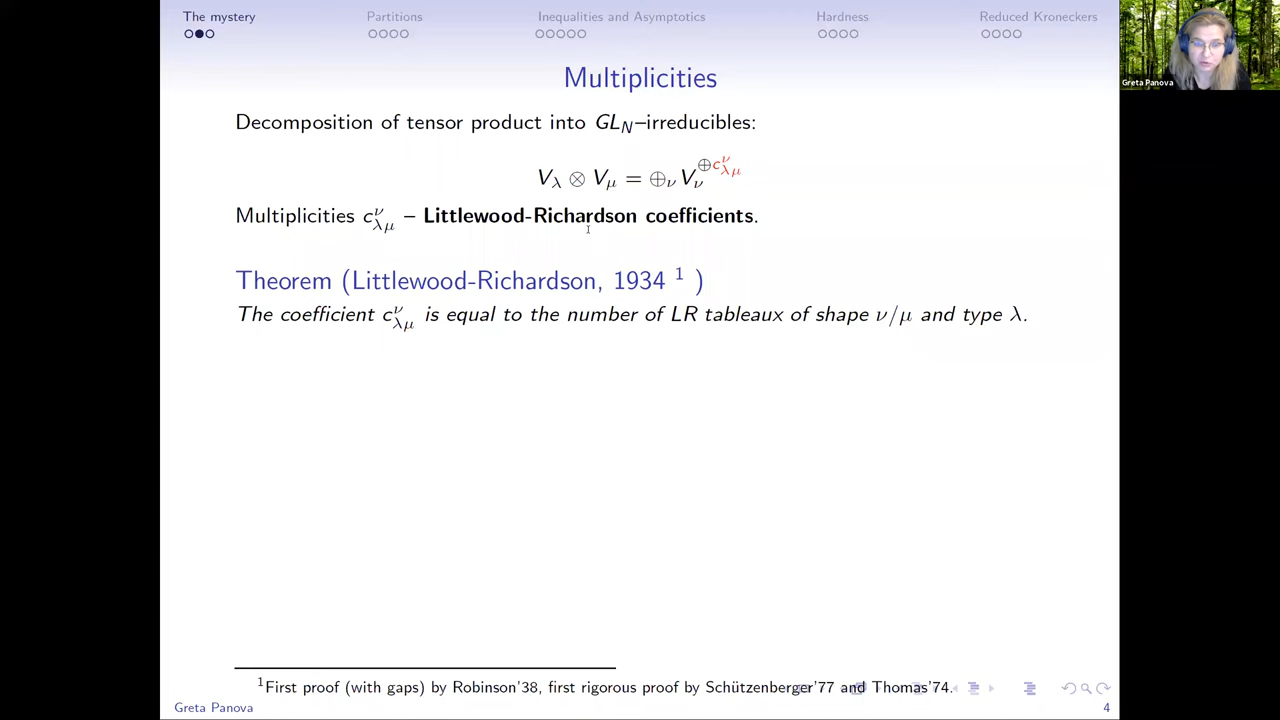 The mystery Partitions Inequalities and Asymptotics Hardness Reduced Kroneckers
Greta Panova
Multiplicities
Decomposition of tensor product into GL_N–irreducibles:
V_λ ⊗ V_μ = ⊕_ν V_ν^{⊕c^ν_{λμ}}
Multiplicities c^ν_{λμ} – Littlewood-Richardson coefficients.
Theorem (Littlewood-Richardson, 1934 ¹ )
The coefficient c^ν_{λμ} is equal to the number of LR tableaux of shape ν/μ and type λ.
¹First proof (with gaps) by Robinson'38, first rigorous proof by Schützenberger'77 and Thomas'74.
Greta Panova 4